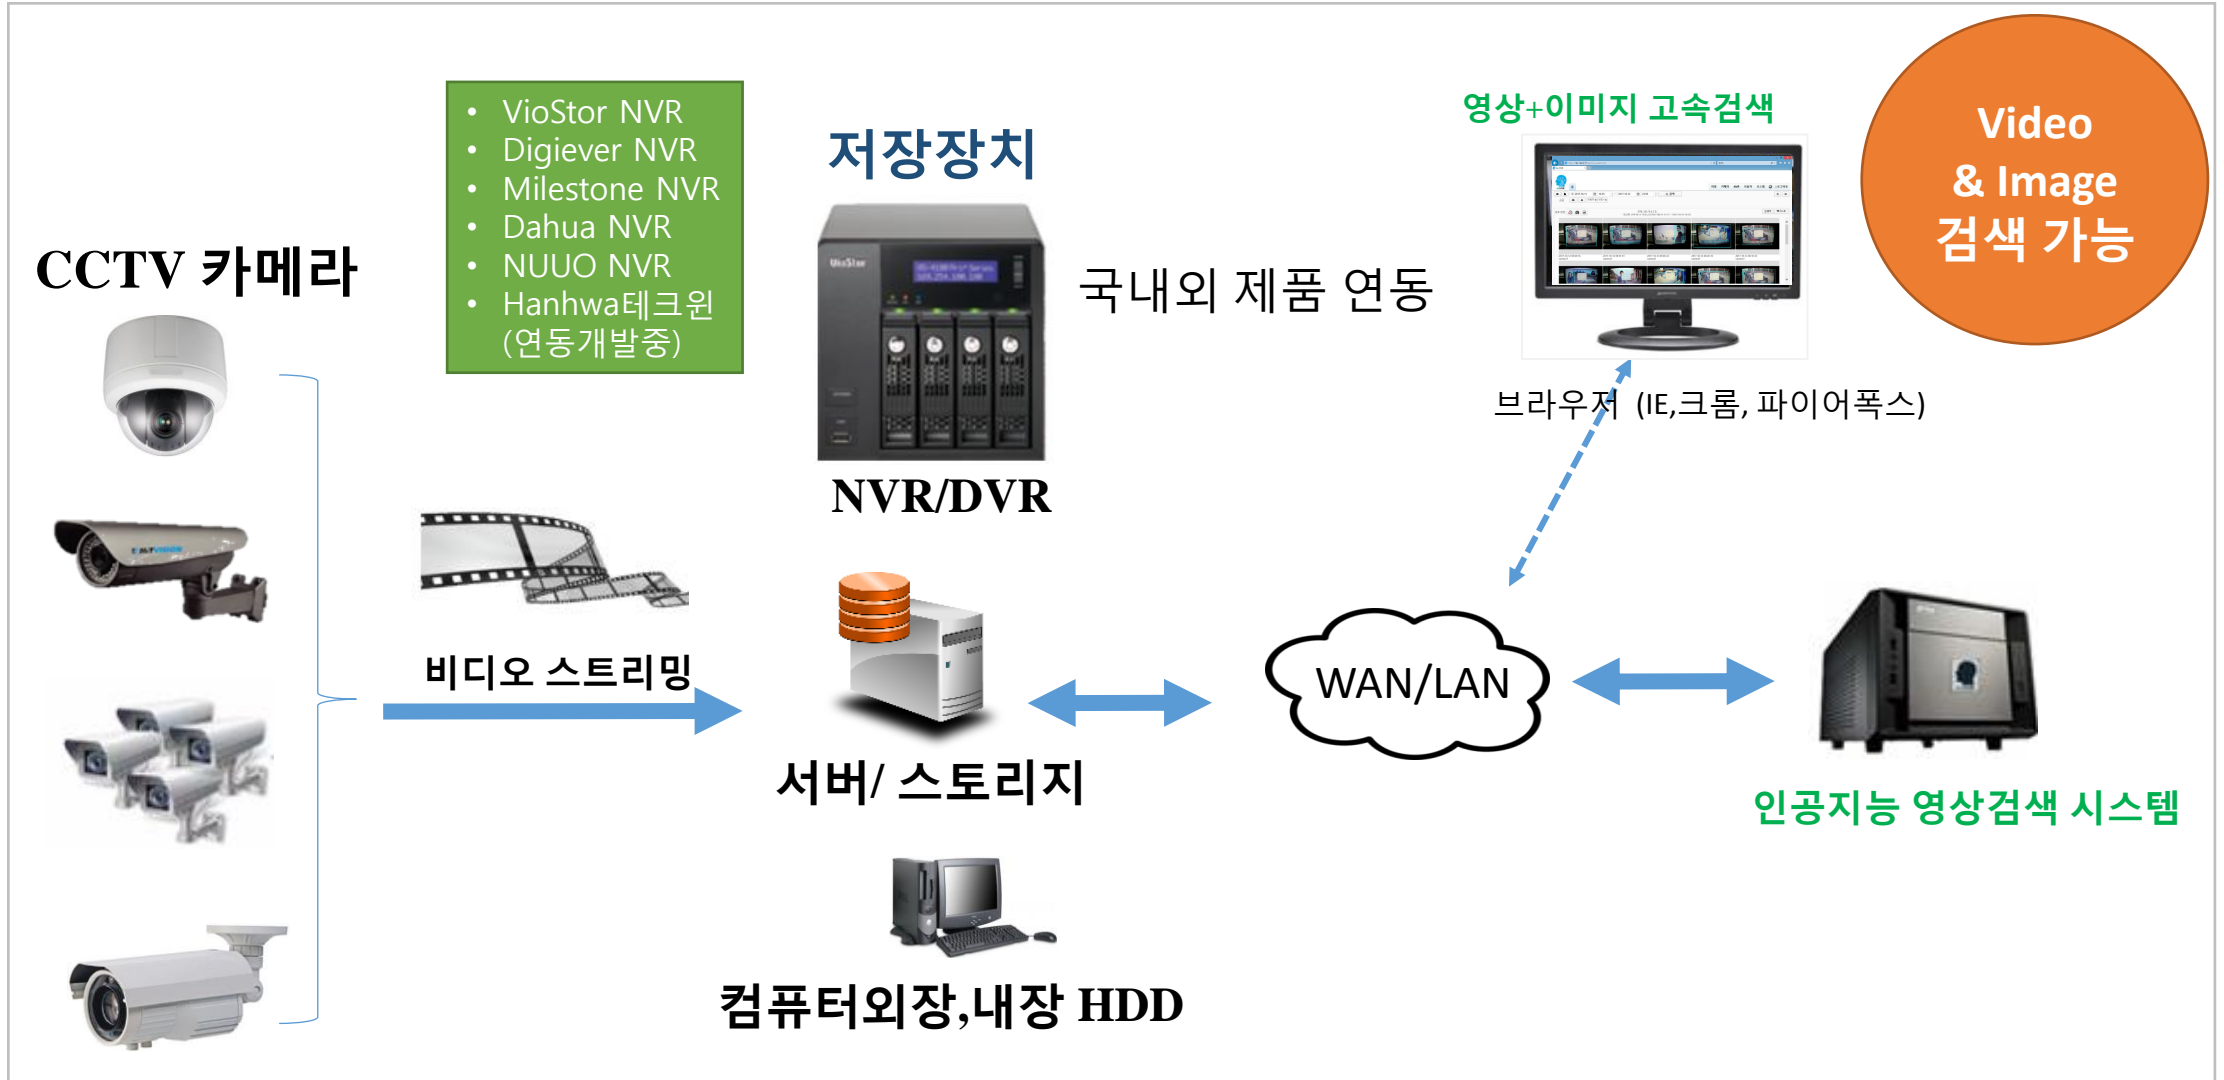 CCTV 카메라
• VioStor NVR
• Digiever NVR
• Milestone NVR
• Dahua NVR
• NUUO NVR
• Hanhwa테크윈
(연동개발중)
저장장치
VioStor
NVR/DVR
국내외 제품 연동
영상+이미지 고속검색
브라우저 (IE,크롬, 파이어폭스)
Video
& Image
검색 가능
비디오 스트리밍
서버/ 스토리지
WAN/LAN
인공지능 영상검색 시스템
컴퓨터외장,내장 HDD